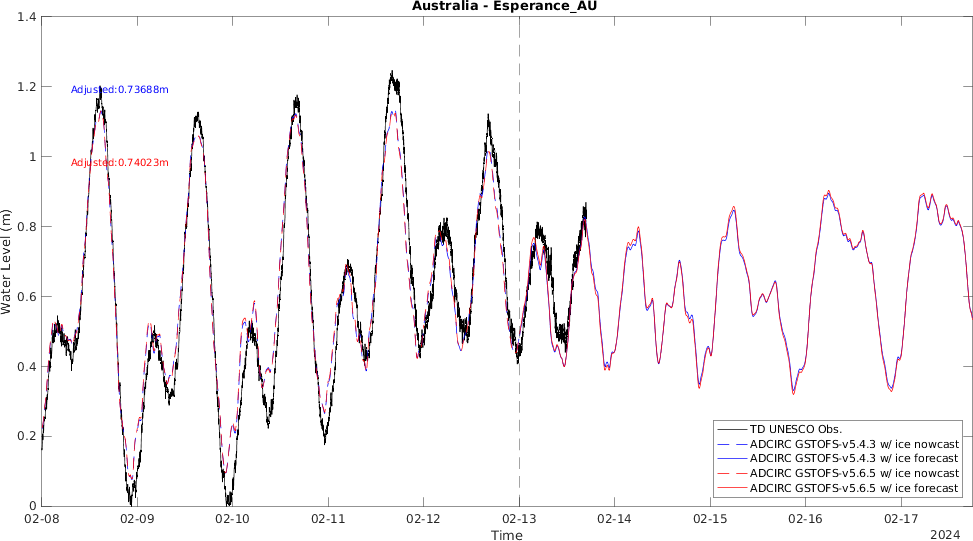 Australia - Esperance_AU
1.4
1.2
1
0.8
0.6
0.4
0.2
0
Water Level (m)
Adjusted:0.73688m
Adjusted:0.74023m
TD UNESCO Obs.
ADCIRC GSTOFS-v5.4.3 w/ ice nowcast
ADCIRC GSTOFS-v5.4.3 w/ ice forecast
ADCIRC GSTOFS-v5.6.5 w/ ice nowcast
ADCIRC GSTOFS-v5.6.5 w/ ice forecast
02-08 02-09 02-10 02-11 02-12 02-13 02-14 02-15 02-16 02-17
Time
2024